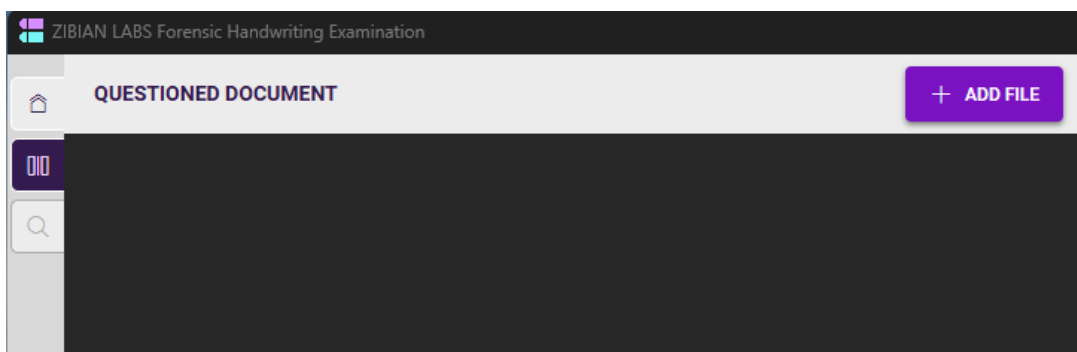 ZIBIAN LABS Forensic Handwriting Examination
QUESTIONED DOCUMENT
+ ADD FILE